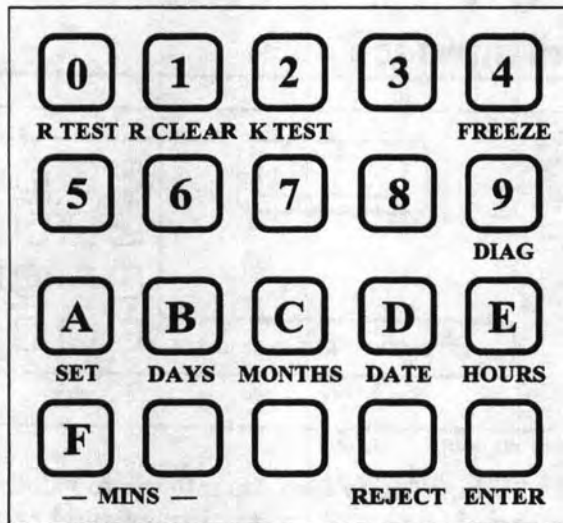 0 1 2 3 4
R TEST R CLEAR K TEST FREEZE
5 6 7 8 9
DIAG
A B C D E
SET DAYS MONTHS DATE HOURS
F
— MINS — REJECT ENTER